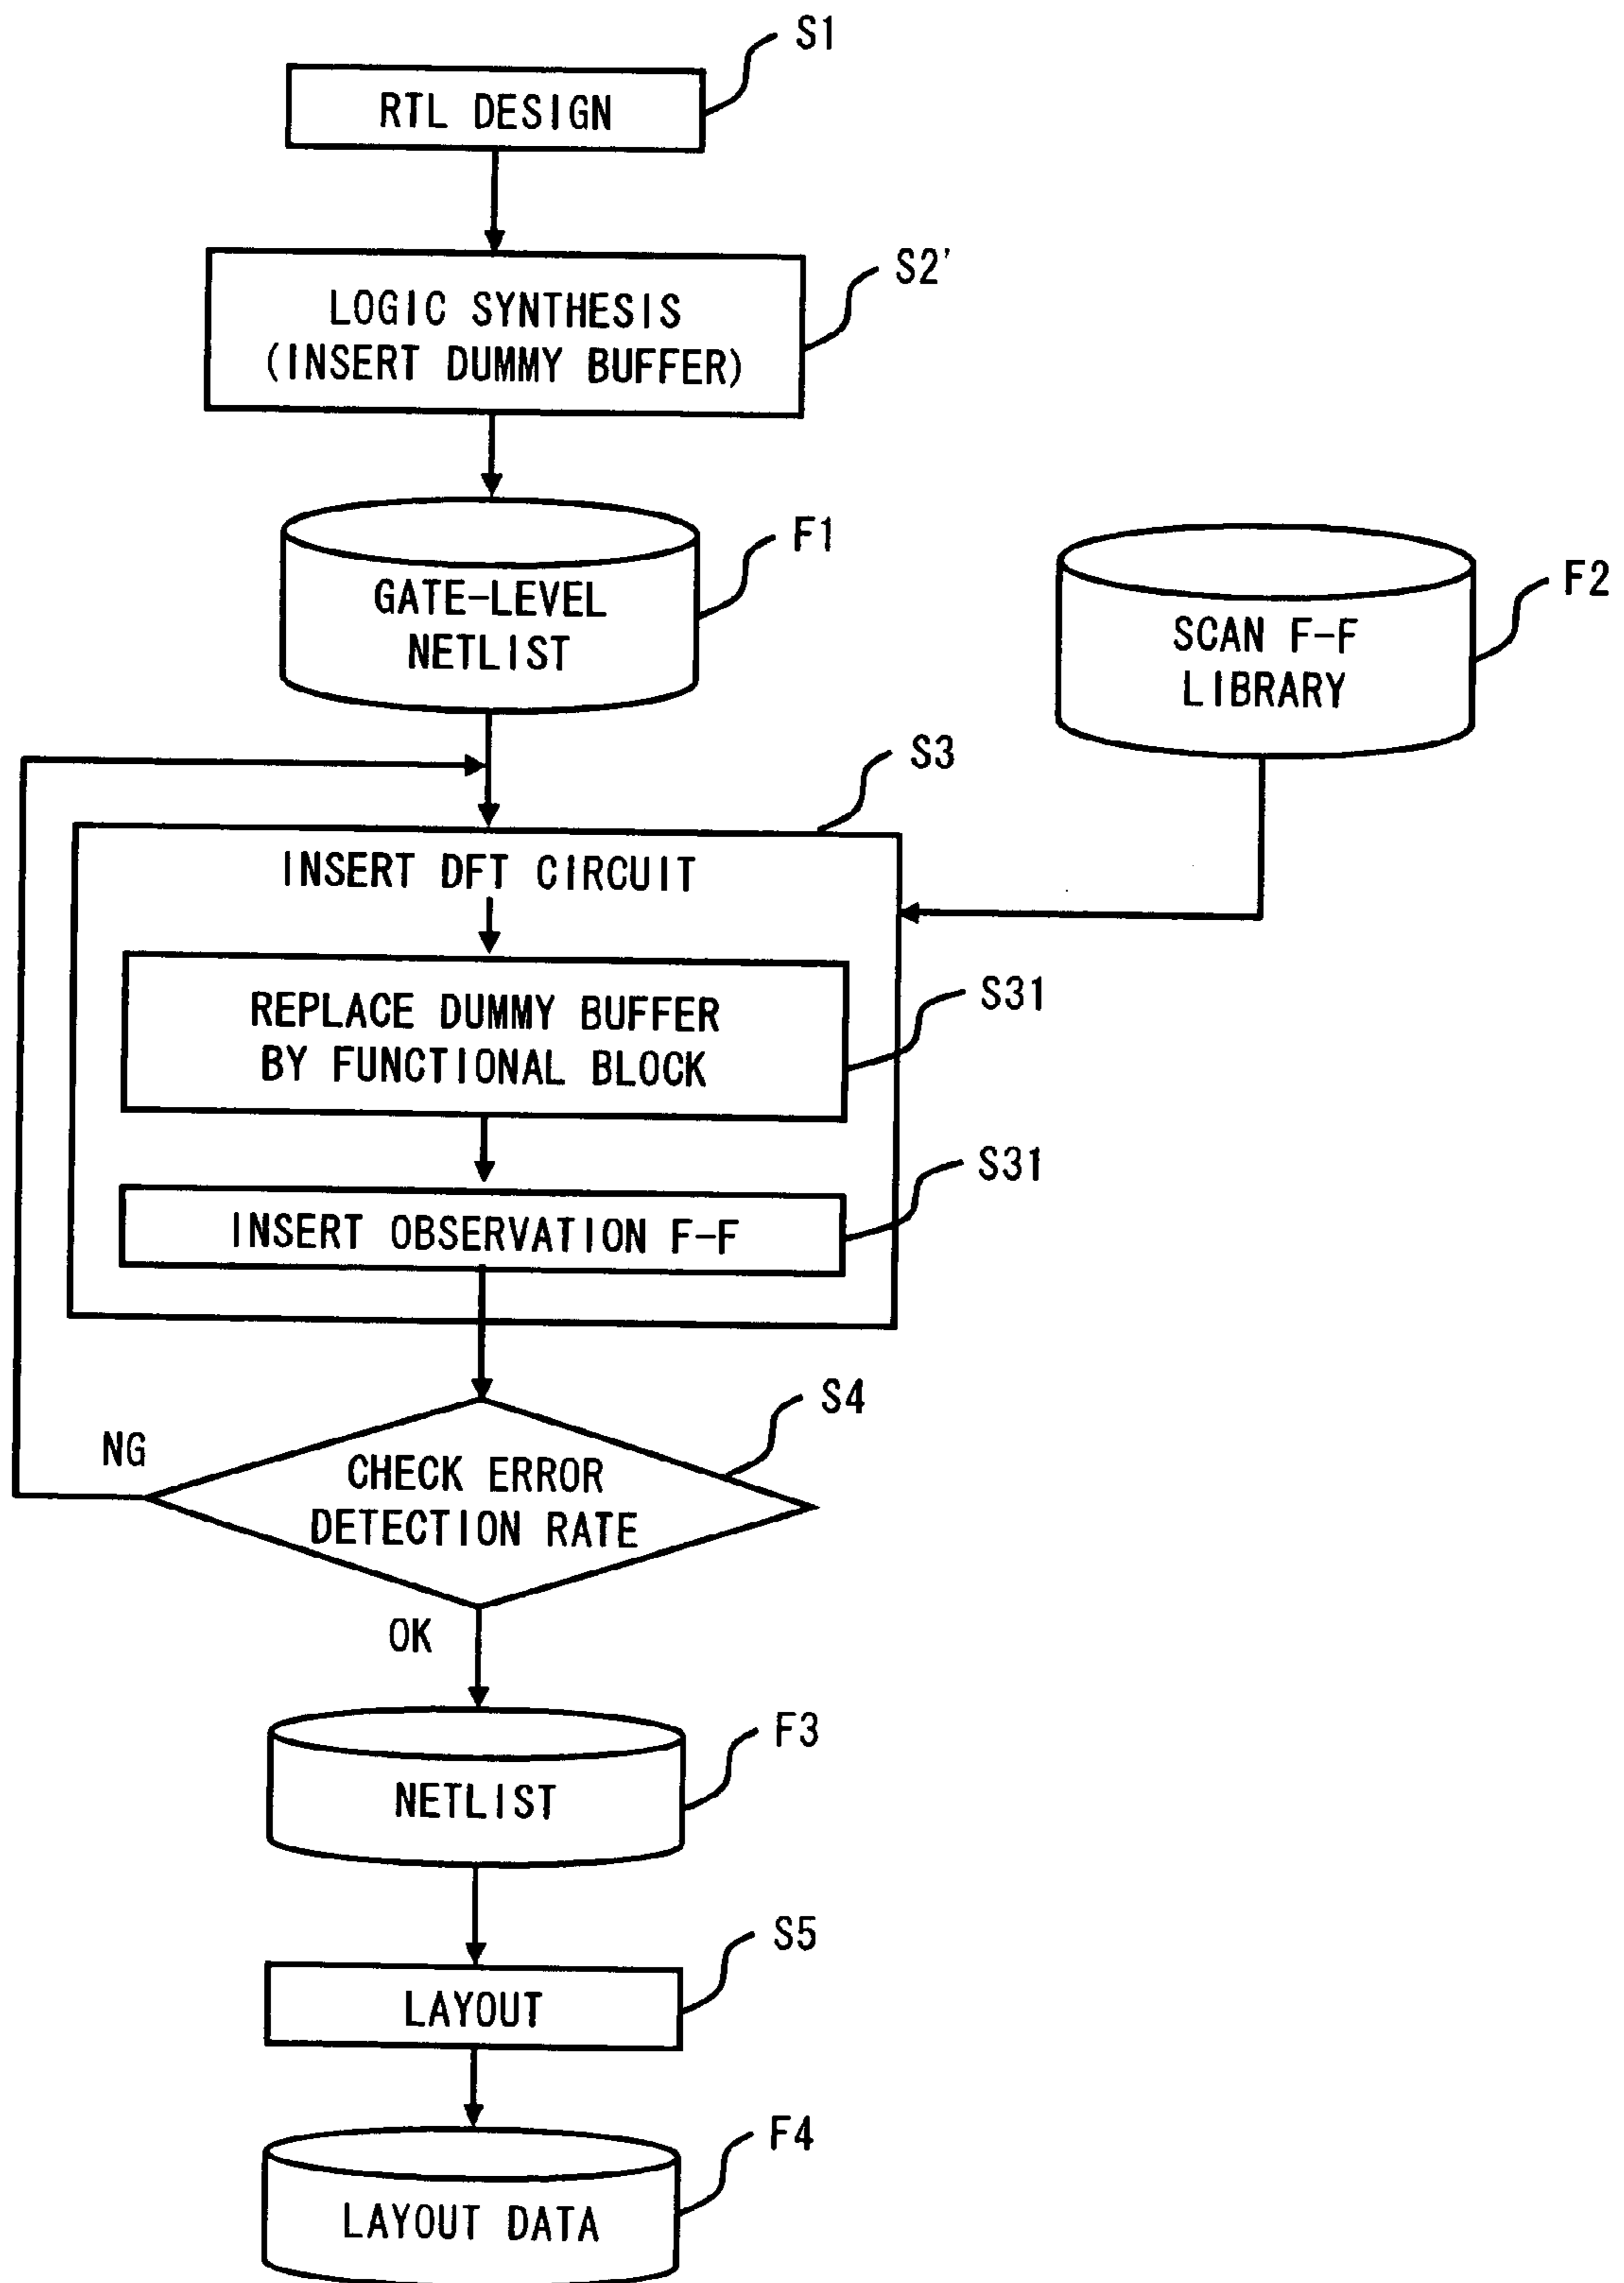 S1
RTL DESIGN
S2'
LOGIC SYNTHESIS
(INSERT DUMMY BUFFER)
F1
GATE-LEVEL
NETLIST
F2
SCAN F-F
LIBRARY
S3
INSERT DFT CIRCUIT
S31
REPLACE DUMMY BUFFER
BY FUNCTIONAL BLOCK
S31
INSERT OBSERVATION F-F
S4
NG
CHECK ERROR
DETECTION RATE
OK
F3
NETLIST
S5
LAYOUT
F4
LAYOUT DATA